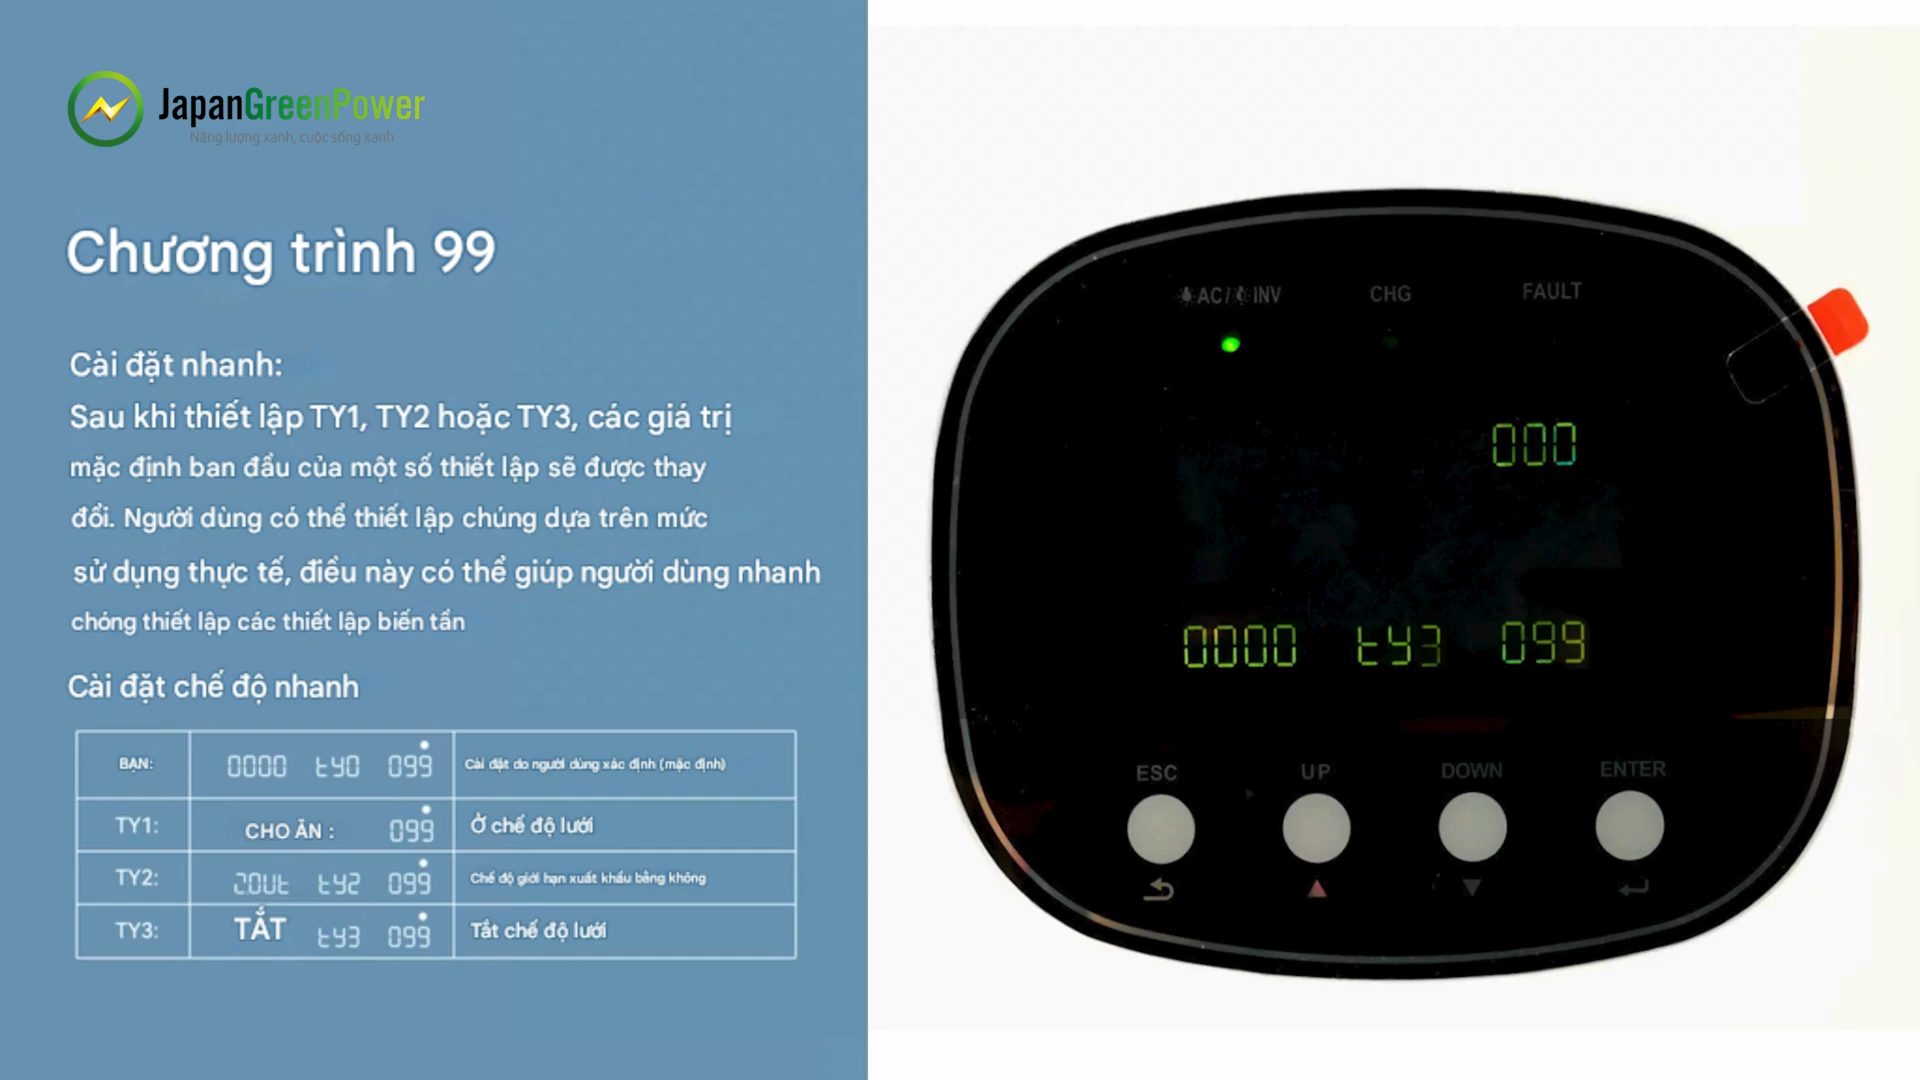 JapanGreenPower
Năng lượng xanh, cuộc sống xanh
Chương trình 99
Cài đặt nhanh:
Sau khi thiết lập TY1, TY2 hoặc TY3, các giá trị
mặc định ban đầu của một số thiết lập sẽ được thay
đổi. Người dùng có thể thiết lập chúng dựa trên mức
sử dụng thực tế, điều này có thể giúp người dùng nhanh
chóng thiết lập các thiết lập biến tần
Cài đặt chế độ nhanh
BẠN: 0000 ty0 099 Cài đặt do người dùng xác định (mặc định)
TY1: CHO ĂN : 099 Ở chế độ lưới
TY2: 2.0Ut ty2 099 Chế độ giới hạn xuất khẩu bằng không
TY3: TẮT ty3 099 Tắt chế độ lưới
AC/ INV CHG FAULT
000
0000 ty3 099
ESC UP DOWN ENTER